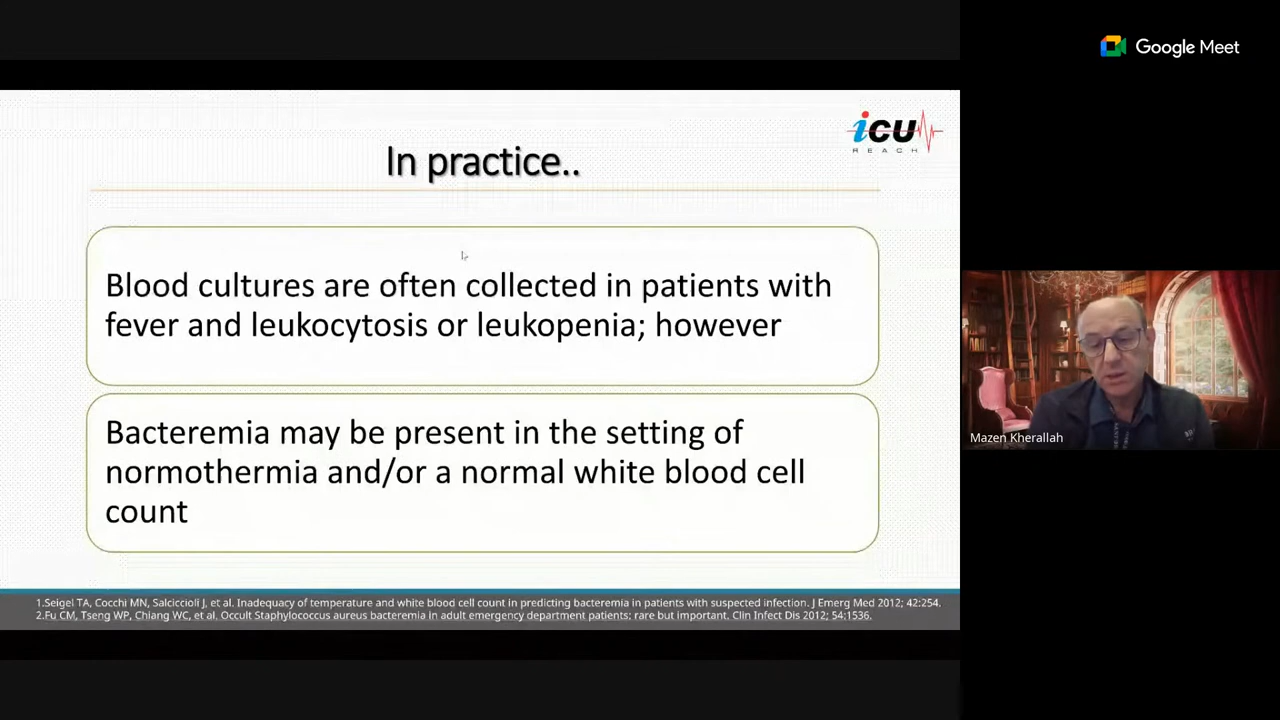 Google Meet
icu
REACH
In practice..
Blood cultures are often collected in patients with
fever and leukocytosis or leukopenia; however
Bacteremia may be present in the setting of
normothermia and/or a normal white blood cell
count
Mazen Kherallah
1.Seigel TA, Cocchi MN, Salciccioli J, et al. Inadequacy of temperature and white blood cell count in predicting bacteremia in patients with suspected infection. J Emerg Med 2012; 42:254.
2.Fu CM, Tseng WP, Chiang WC, et al. Occult Staphylococcus aureus bacteremia in adult emergency department patients: rare but important. Clin Infect Dis 2012; 54:1536.